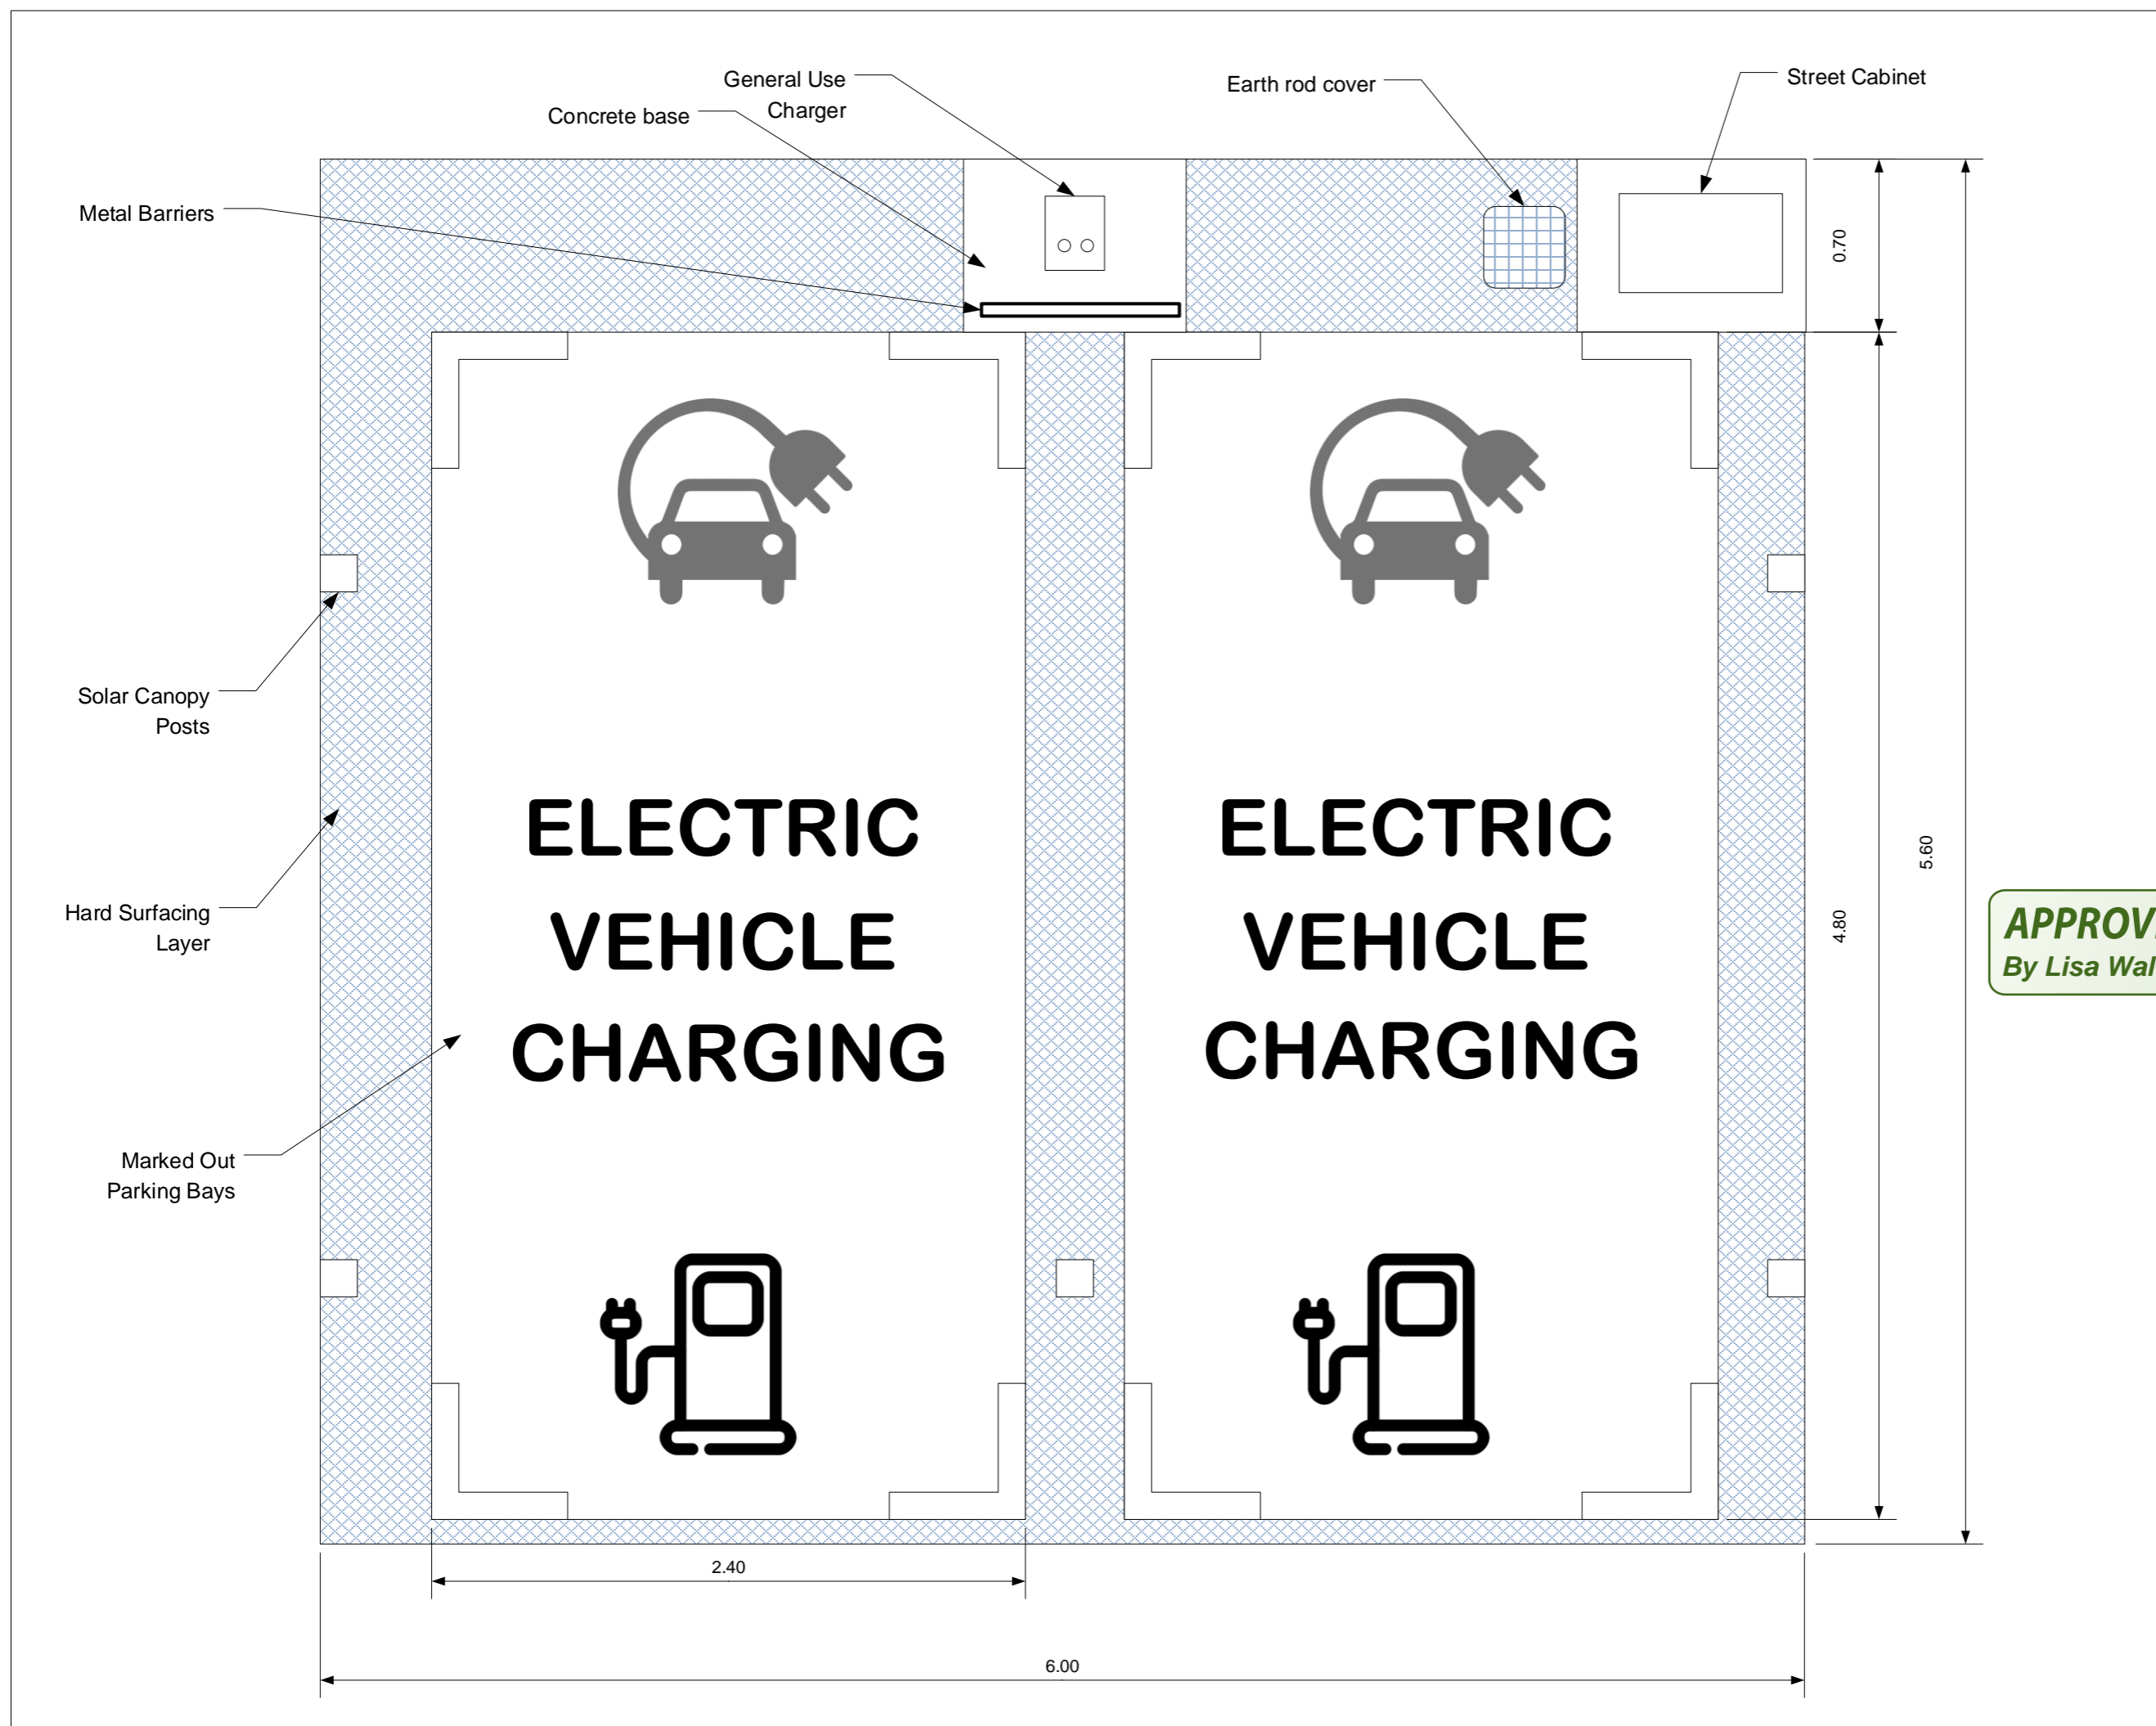 General Use
Charger
Concrete base
Earth rod cover
Street Cabinet
Metal Barriers
0.70
Solar Canopy
Posts
ELECTRIC
VEHICLE
CHARGING
ELECTRIC
VEHICLE
CHARGING
5.60
4.80
Hard Surfacing
Layer
By Lisa
Marked Out
Parking Bays
2.40
6.00